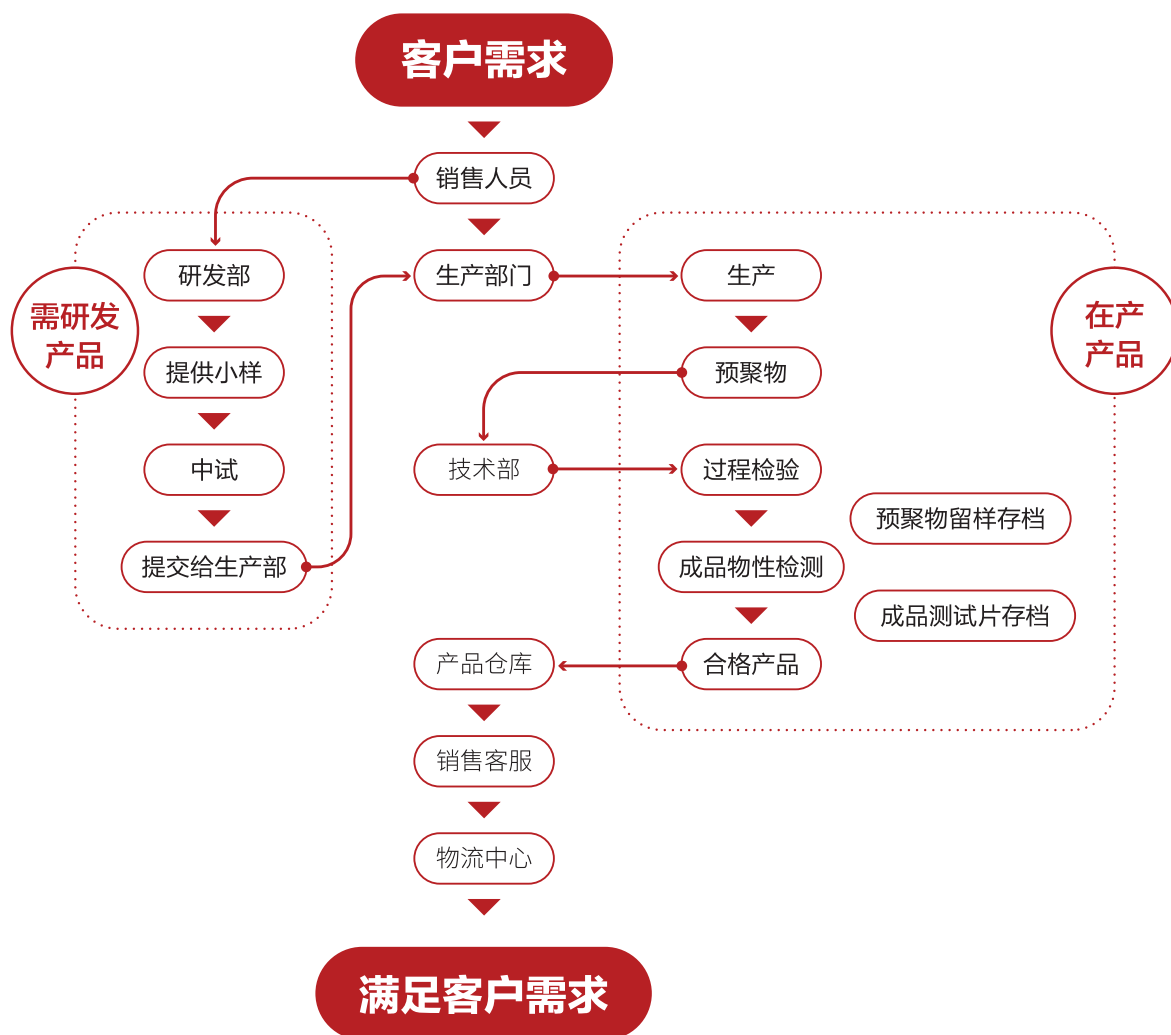 客户需求
销售人员
研发部
生产部门
生产
需研发
产品
在产
产品
提供小样
预聚物
中试
技术部
过程检验
预聚物留样存档
提交给生产部
成品物性检测
成品测试片存档
产品仓库
合格产品
销售客服
物流中心
满足客户需求